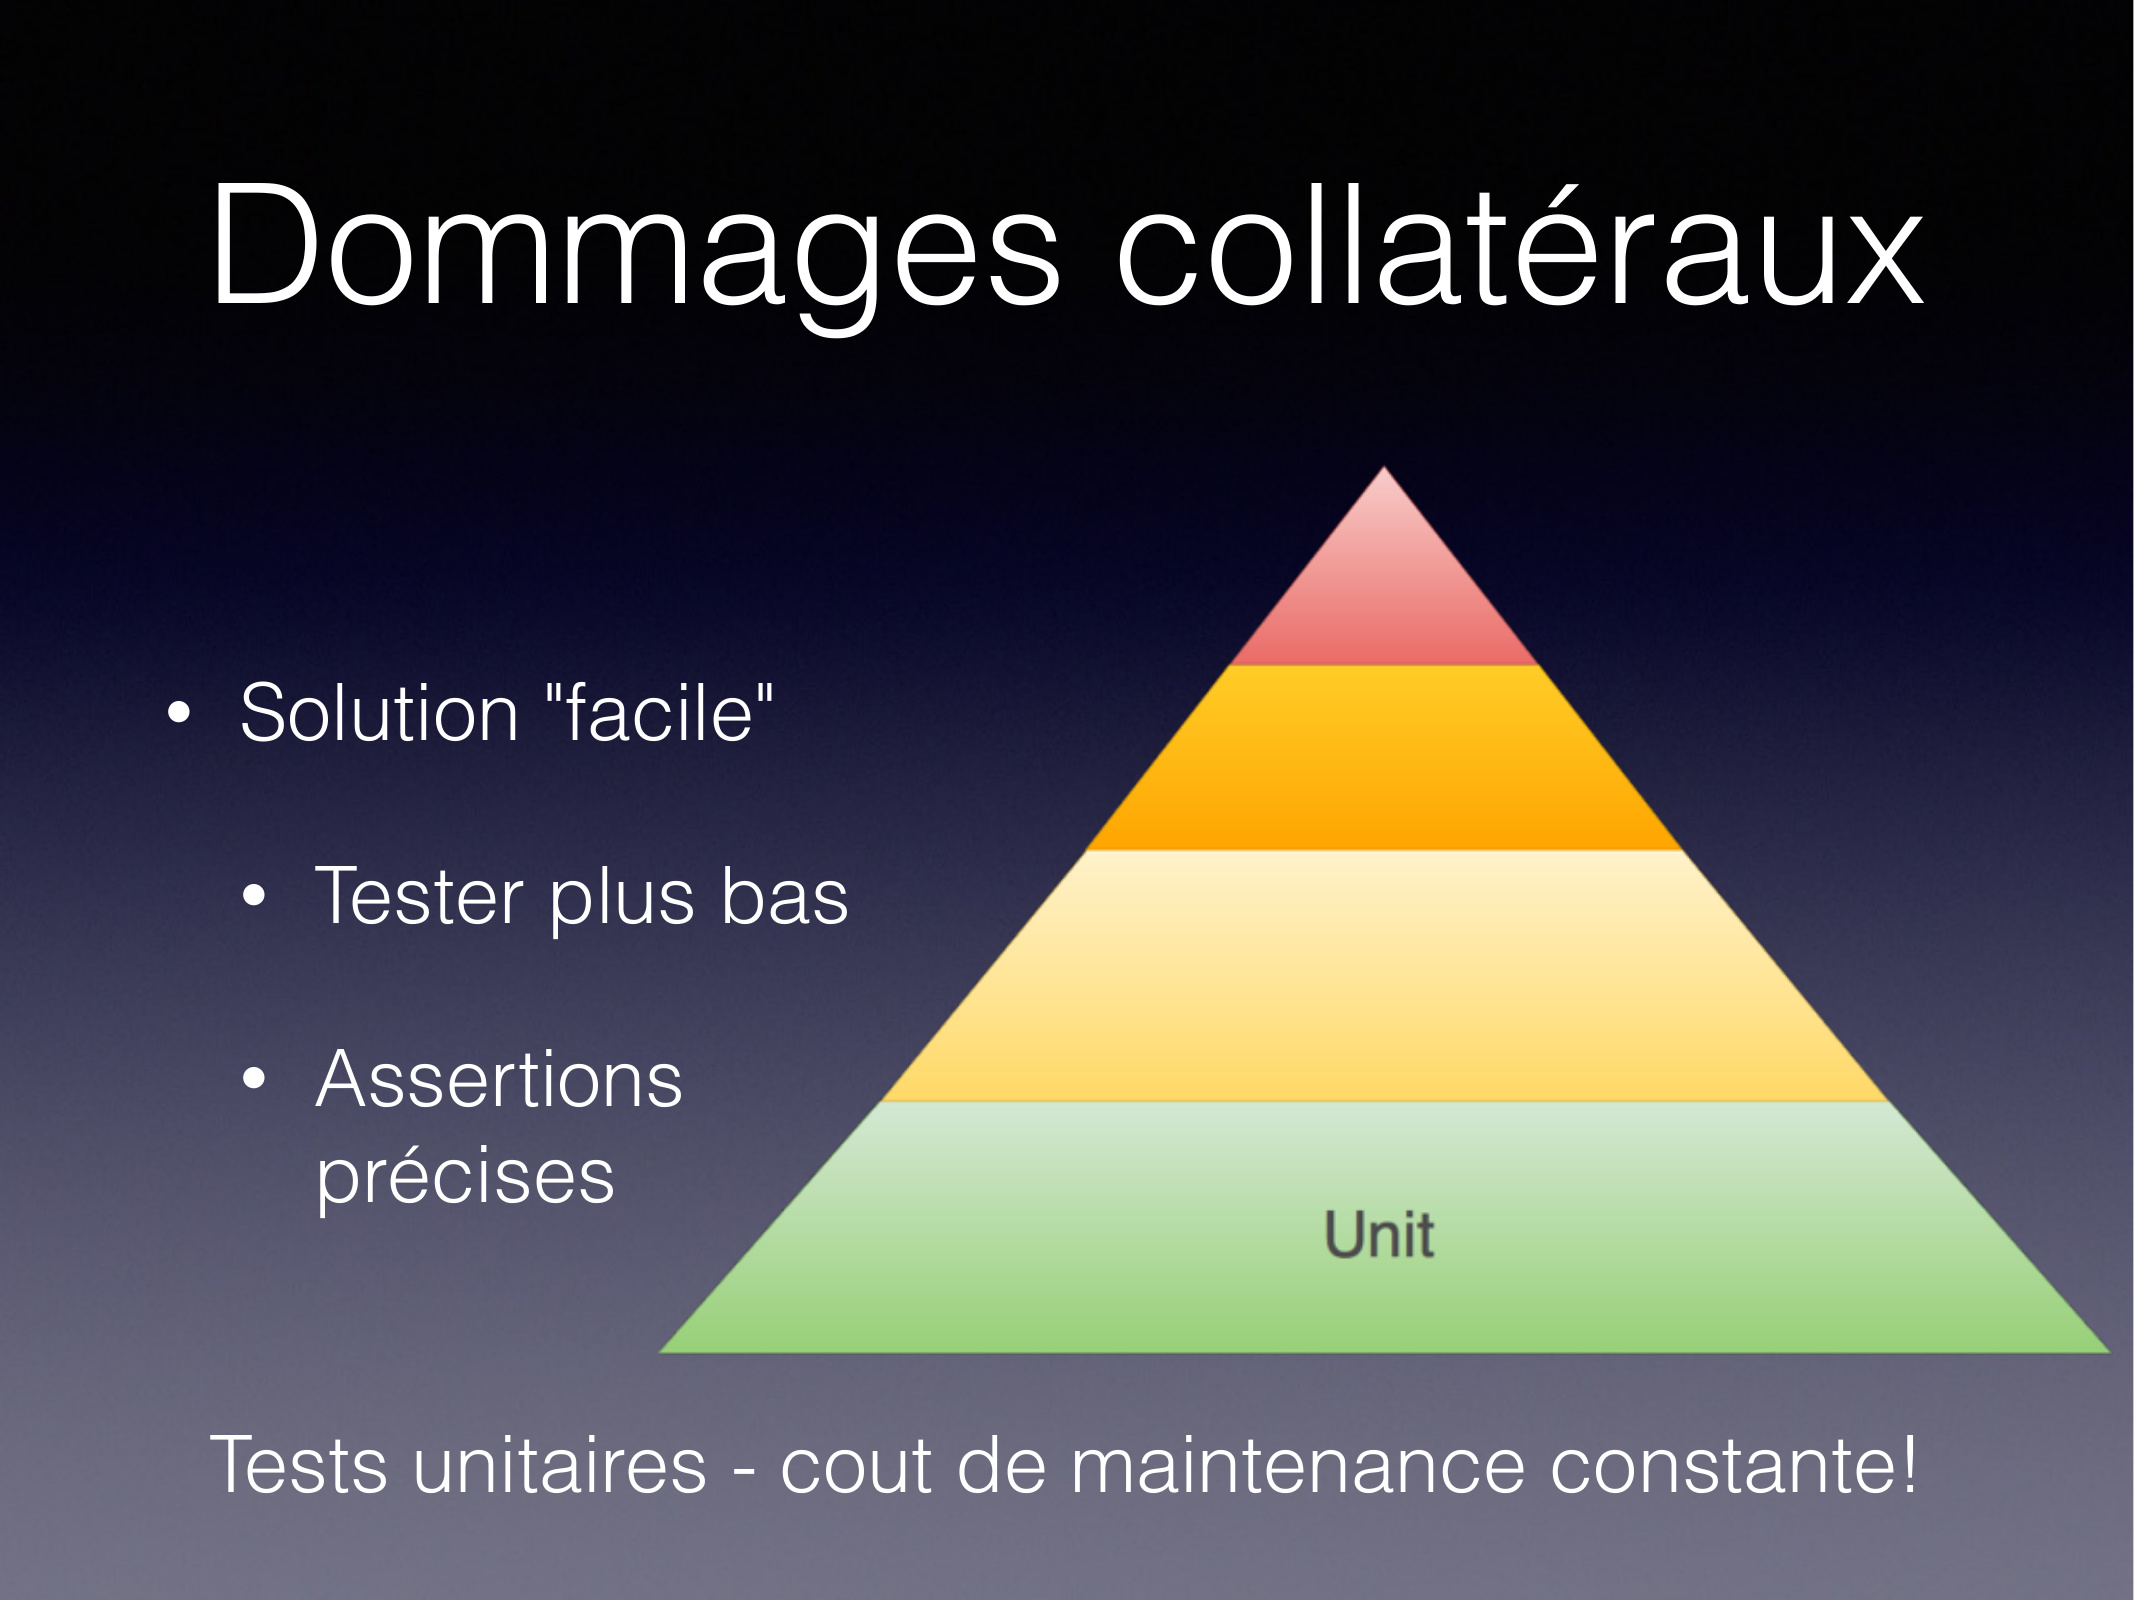 Dommages collatéraux
• Solution "facile"
• Tester plus bas
• Assertions
précises
Unit
Tests unitaires - cout de maintenance constante!